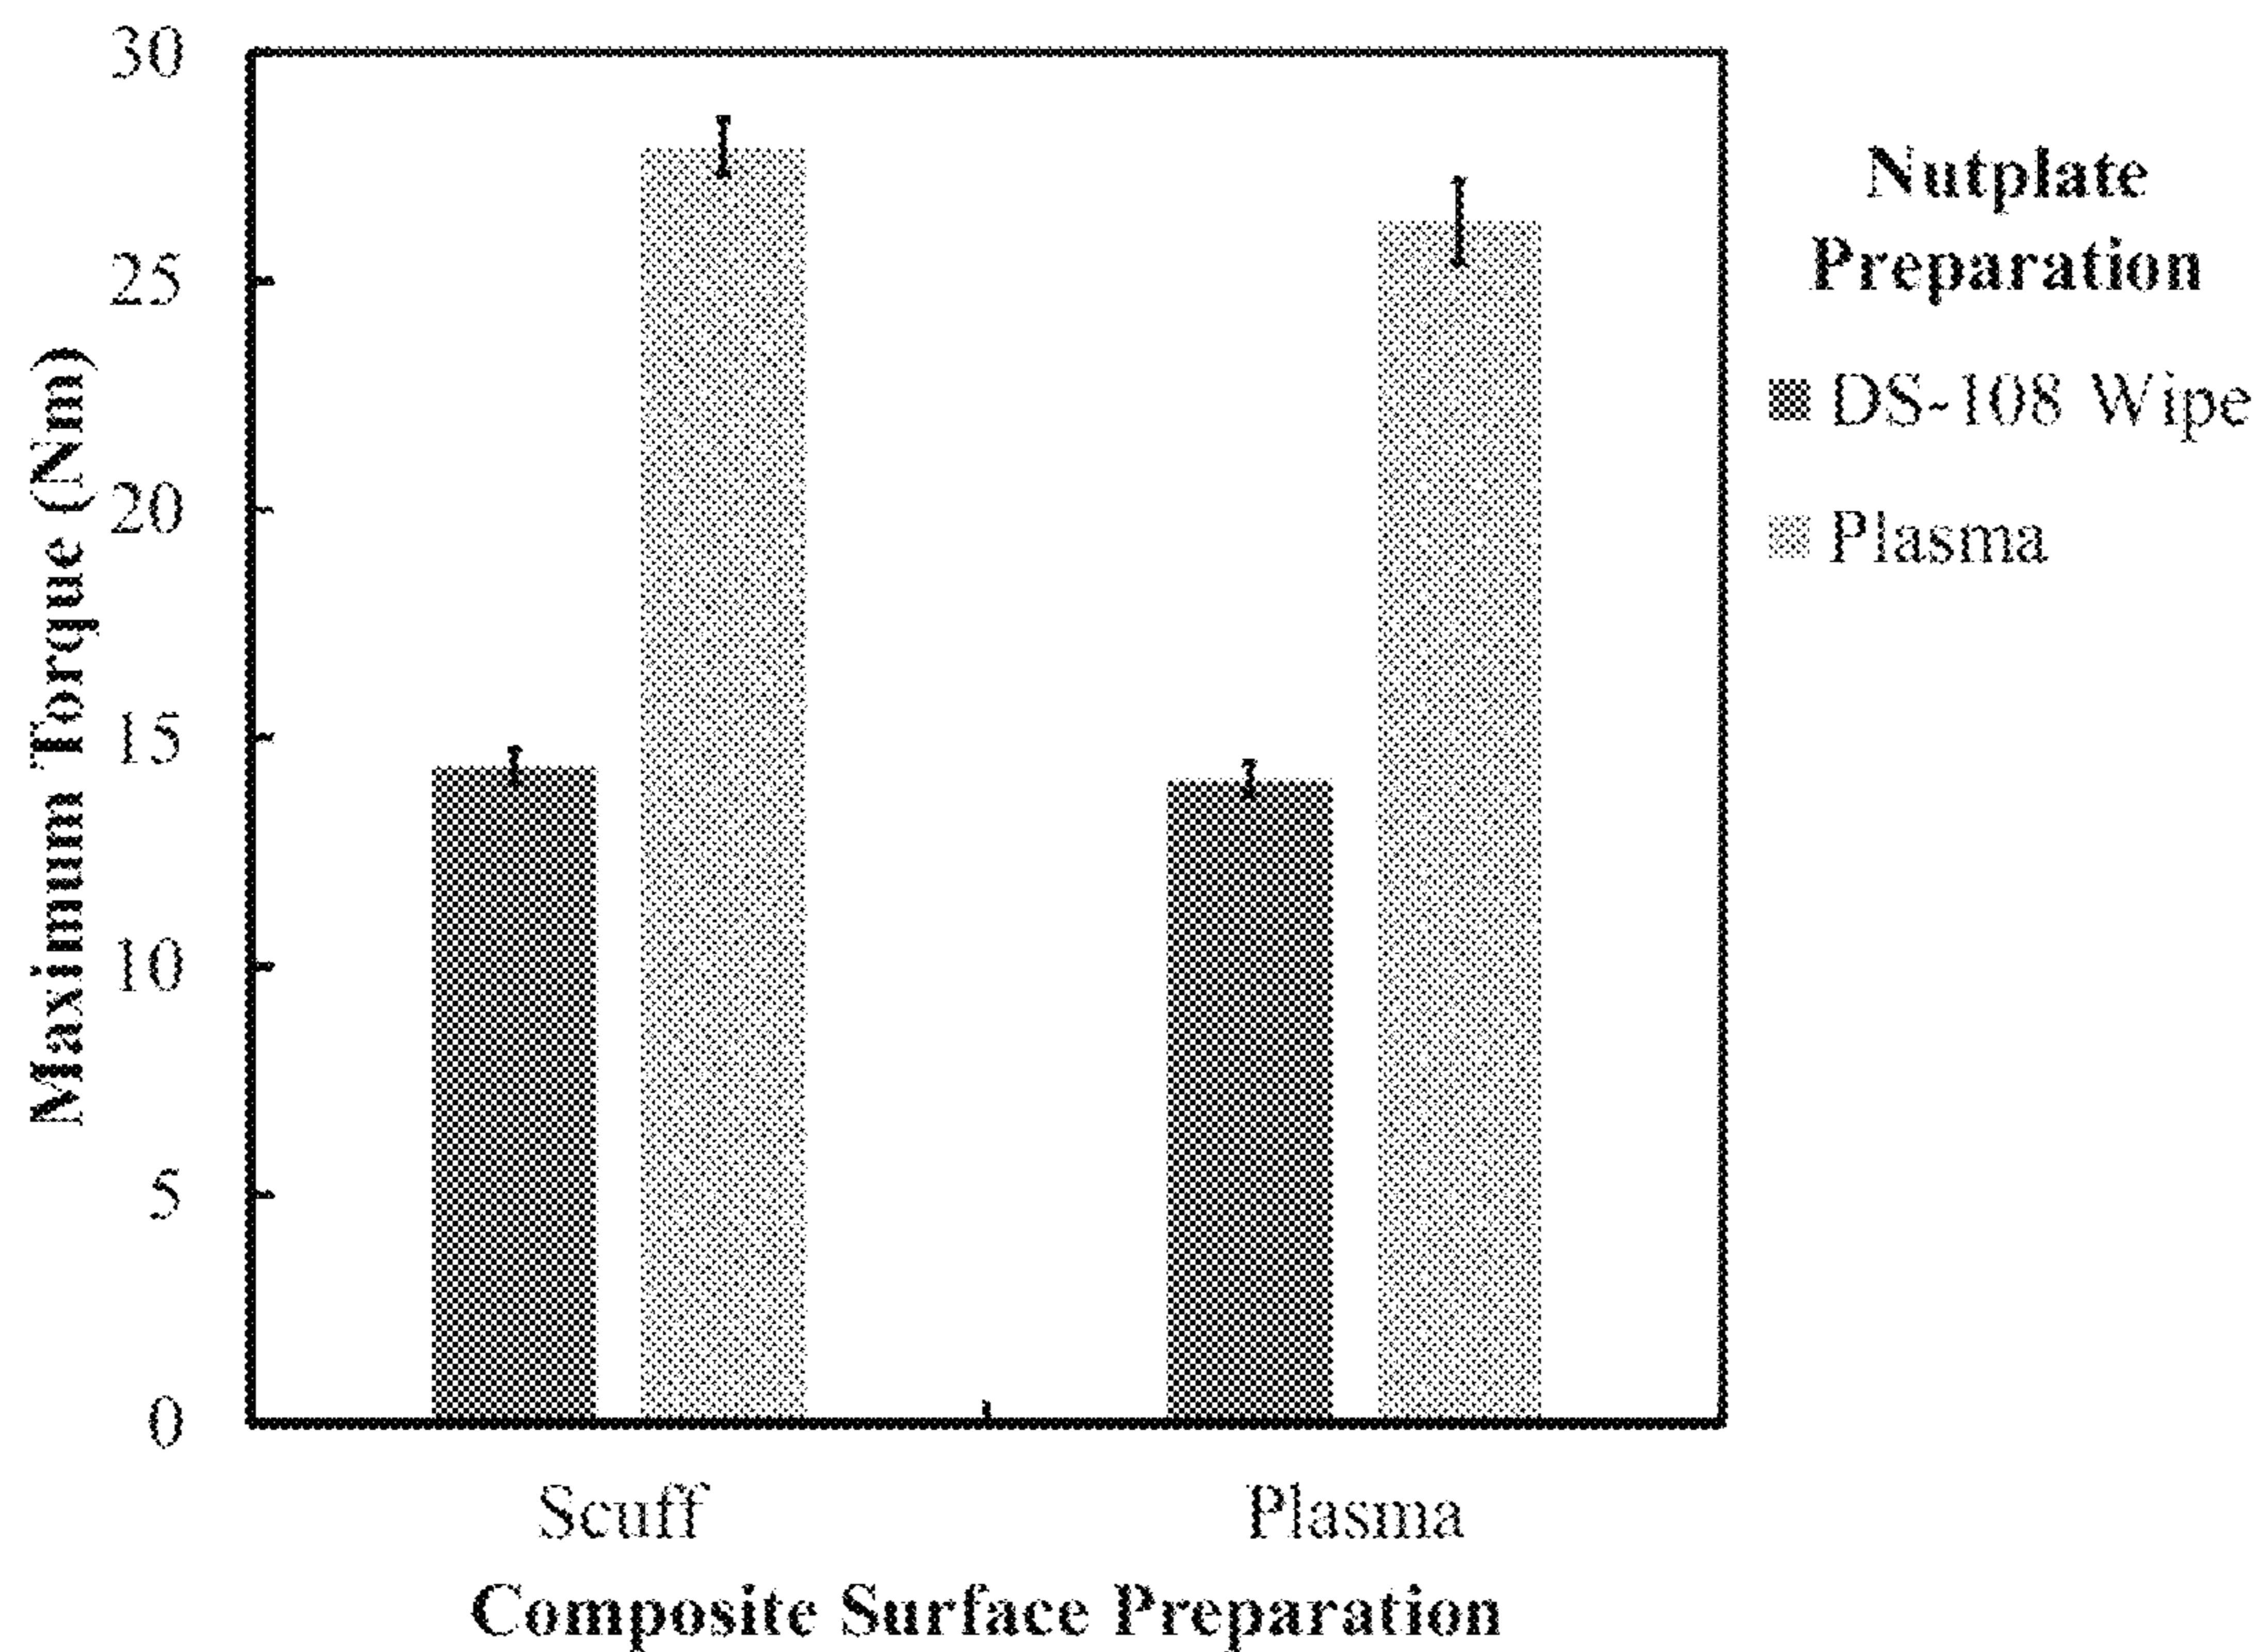 30
25
20
15
10
5
0
Maximum Torque (Nm)
Scuff
Plasma
Composite Surface Preparation
Nutplate
Preparation
DS-108 Wipe
Plasma